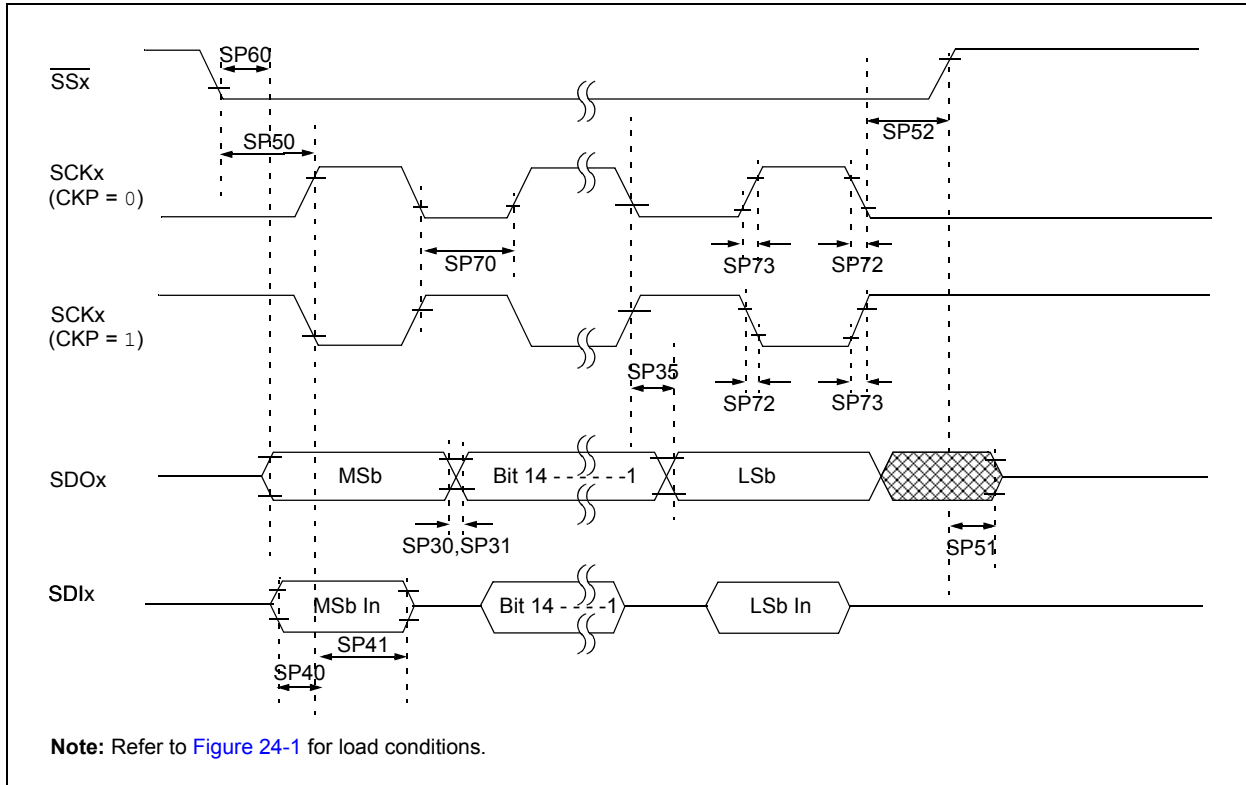 SP60
SSx
SP52
SP50
SCKx
(CKP = 0)
SP70
SP73
SP72
SCKx
(CKP = 1)
SP35
SP72
SP73
SDOx
MSb
Bit 14 - - - - - -1
LSb
SP30,SP31
SP51
SDIx
MSb In
Bit 14 - - - -1
LSb In
SP41
SP40
Note: Refer to Figure 24-1 for load conditions.